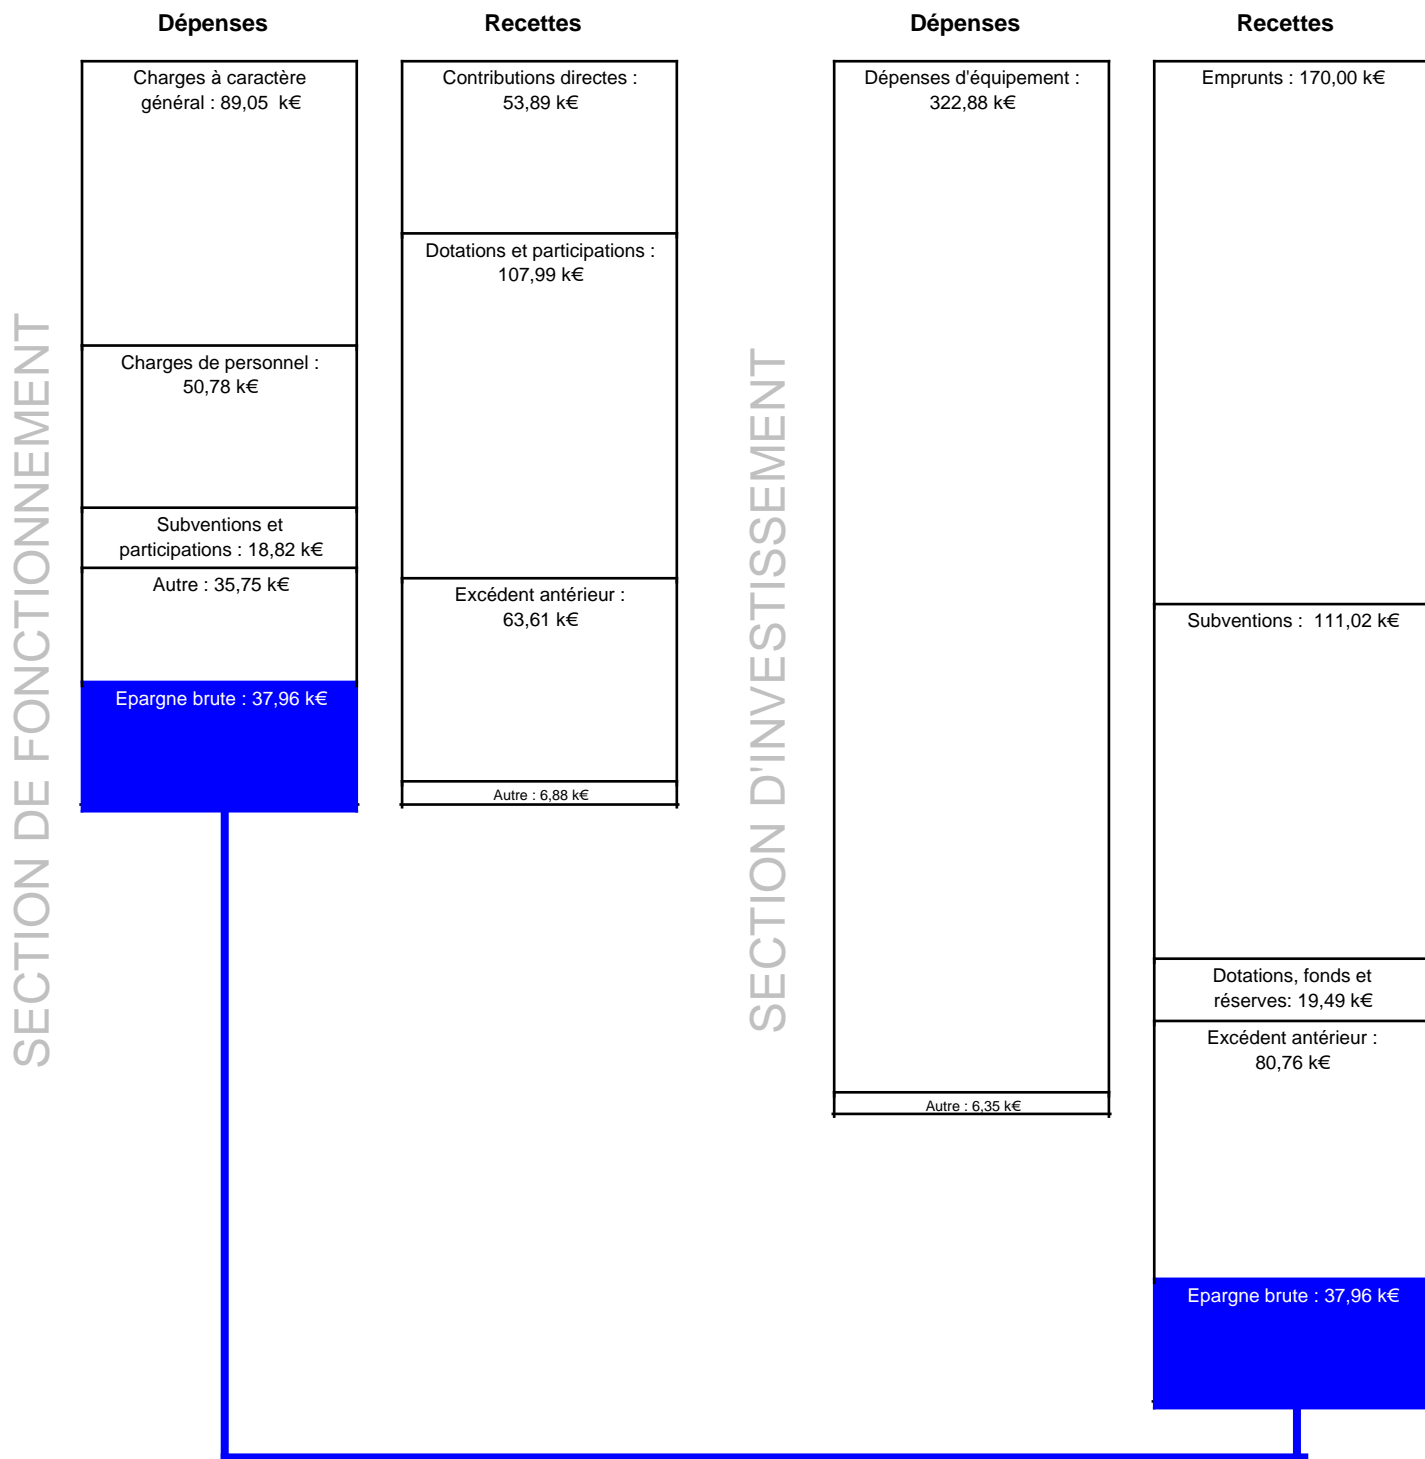 Dépenses
Recettes
Dépenses
Recettes
SECTION DE FONCTIONNEMENT
Charges à caractère
général : 89,05  k€
Charges de personnel :
50,78 k€
Subventions et
participations : 18,82 k€
Autre : 35,75 k€
Epargne brute : 37,96 k€
Contributions directes :
53,89 k€
Dotations et participations :
107,99 k€
Excédent antérieur :
63,61 k€
Autre : 6,88 k€
SECTION D'INVESTISSEMENT
Dépenses d'équipement :
322,88 k€
Autre : 6,35 k€
Emprunts : 170,00 k€
Subventions :  111,02 k€
Dotations, fonds et
réserves: 19,49 k€
Excédent antérieur :
80,76 k€
Epargne brute : 37,96 k€